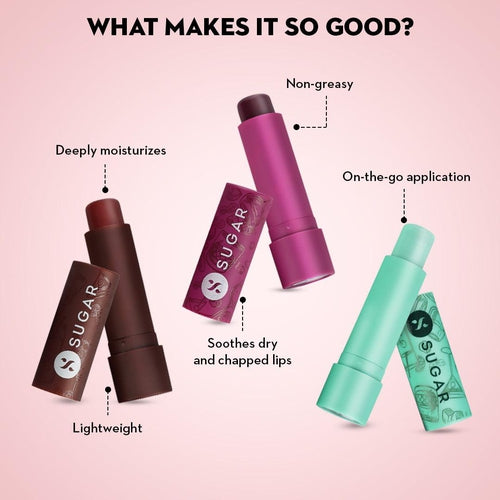 WHAT MAKES IT SO GOOD?
Non-greasy
Deeply moisturizes
On-the-go application
SUGAR
SUGAR
SUGAR
Soothes dry
and chapped lips
Lightweight